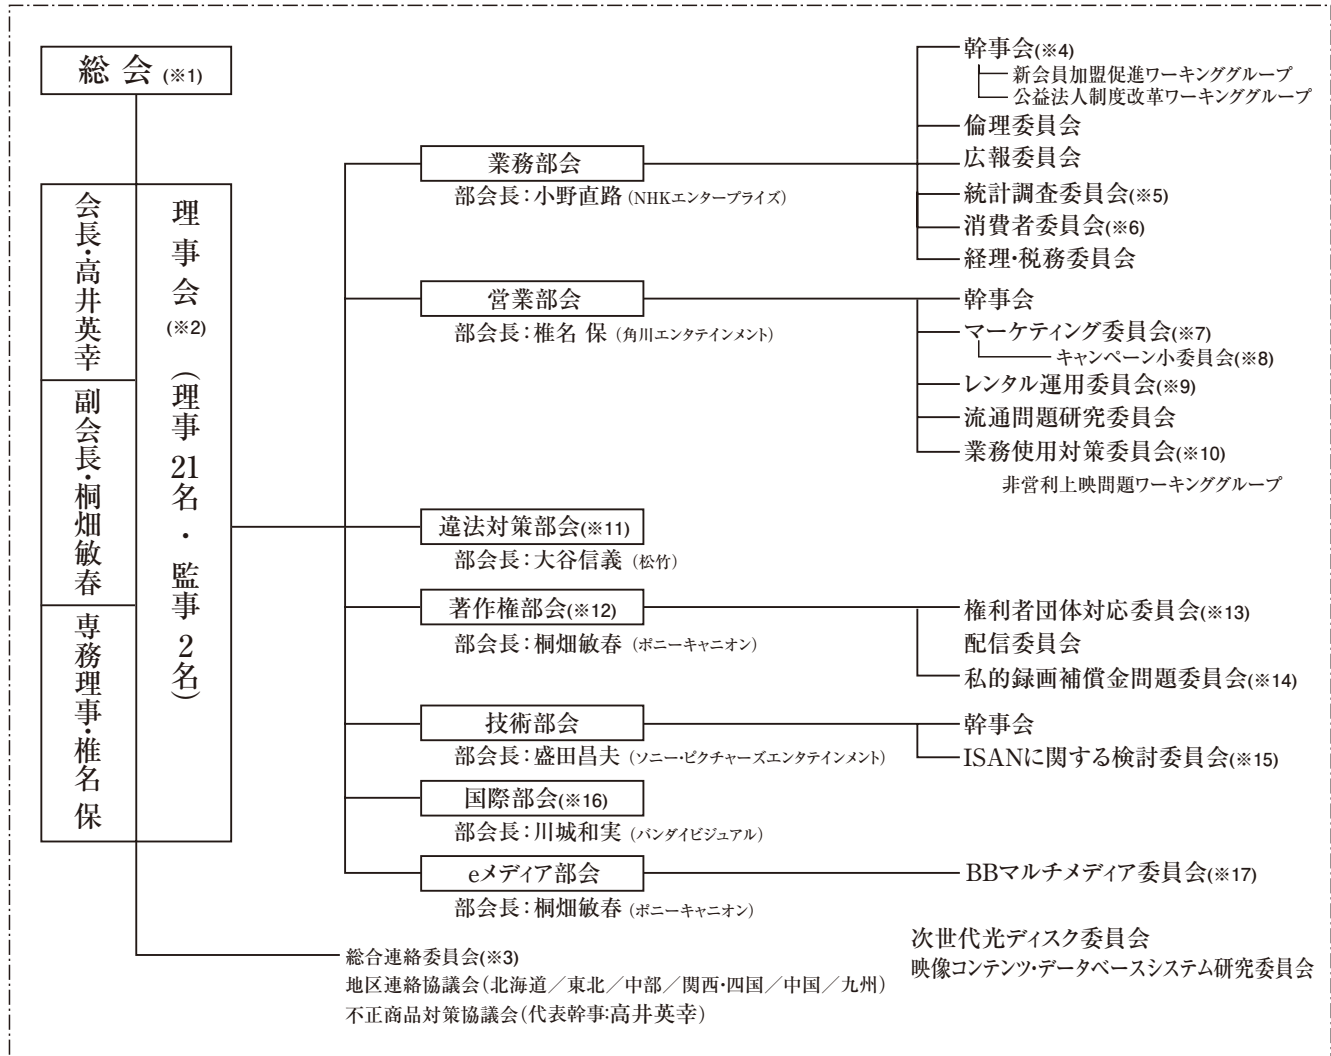 総会 (※1)
会長・高井英幸
副会長・桐畑敏春
専務理事・椎名 保
理事会(※2) (理事21名・監事2名)
業務部会
部会長：小野直路 (NHKエンタープライズ)
幹事会(※4)
新会員加盟促進ワーキンググループ
公益法人制度改革ワーキンググループ
倫理委員会
広報委員会
統計調査委員会(※5)
消費者委員会(※6)
経理・税務委員会
営業部会
部会長：椎名 保 (角川エンタテインメント)
幹事会
マーケティング委員会(※7)
キャンペーン小委員会(※8)
レンタル運用委員会(※9)
流通問題研究委員会
業務使用対策委員会(※10)
非営利上映問題ワーキンググループ
違法対策部会(※11)
部会長：大谷信義 (松竹)
著作権部会(※12)
部会長：桐畑敏春 (ポニーキャニオン)
権利者団体対応委員会(※13)
配信委員会
私的録画補償金問題委員会(※14)
技術部会
部会長：盛田昌夫 (ソニー・ピクチャーズエンタテインメント)
幹事会
ISANに関する検討委員会(※15)
国際部会(※16)
部会長：川城和実 (バンダイビジュアル)
eメディア部会
部会長：桐畑敏春 (ポニーキャニオン)
BBマルチメディア委員会(※17)
次世代光ディスク委員会
映像コンテンツ・データベースシステム研究委員会
総合連絡委員会(※3)
地区連絡協議会(北海道／東北／中部／関西・四国／中国／九州)
不正商品対策協議会(代表幹事:高井英幸)